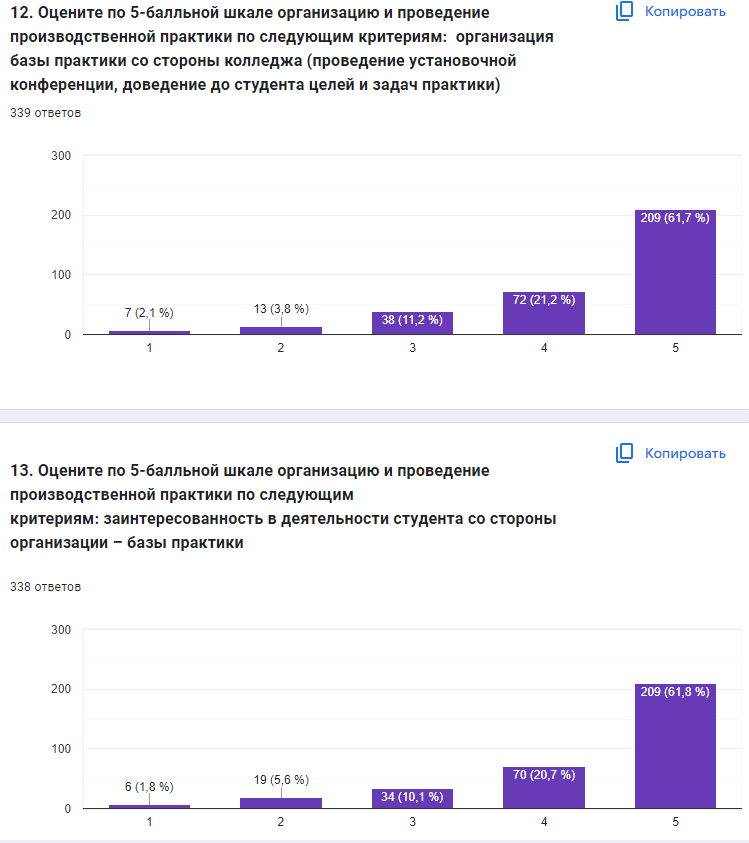 12. Оцените по 5-балльной шкале организацию и проведение
Копировать
производственной практики по следующим критериям: организация
базы практики со стороны колледжа (проведение установочной
конференции, доведение до студента целей и задач практики)
339 ответов
300
200
100
0
7 (2,1 %)
13 (3,8 %)
38 (11,2 %)
72 (21,2 %)
209 (61,7 %)
1
2
3
4
5
Копировать
13. Оцените по 5-балльной шкале организацию и проведение
производственной практики по следующим
критериям: заинтересованность в деятельности студента со стороны
организации – базы практики
338 ответов
300
200
100
0
6 (1,8 %)
19 (5,6 %)
34 (10,1 %)
70 (20,7 %)
209 (61,8 %)
1
2
3
4
5